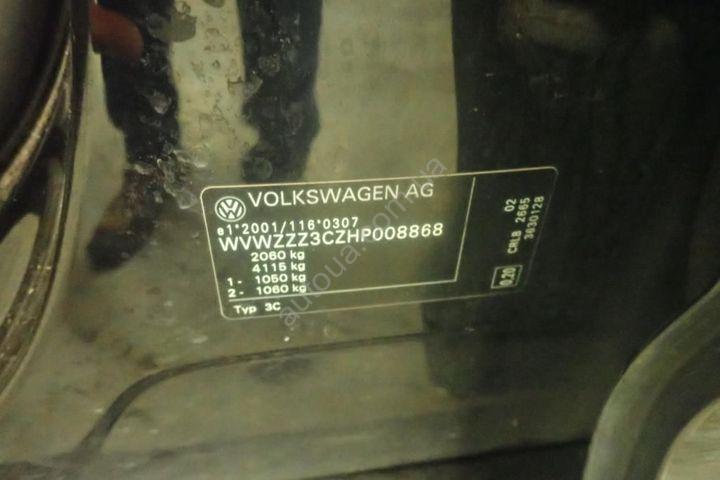 VOLKSWAGEN AG
e1*2001/116*0307
WVWZZZ3CZHP008868
2060 kg
4115 kg
1- 1050 kg
2- 1060 kg
Typ 3C
02
CRLB 2665
3630128
0.20
autoua.com.ua